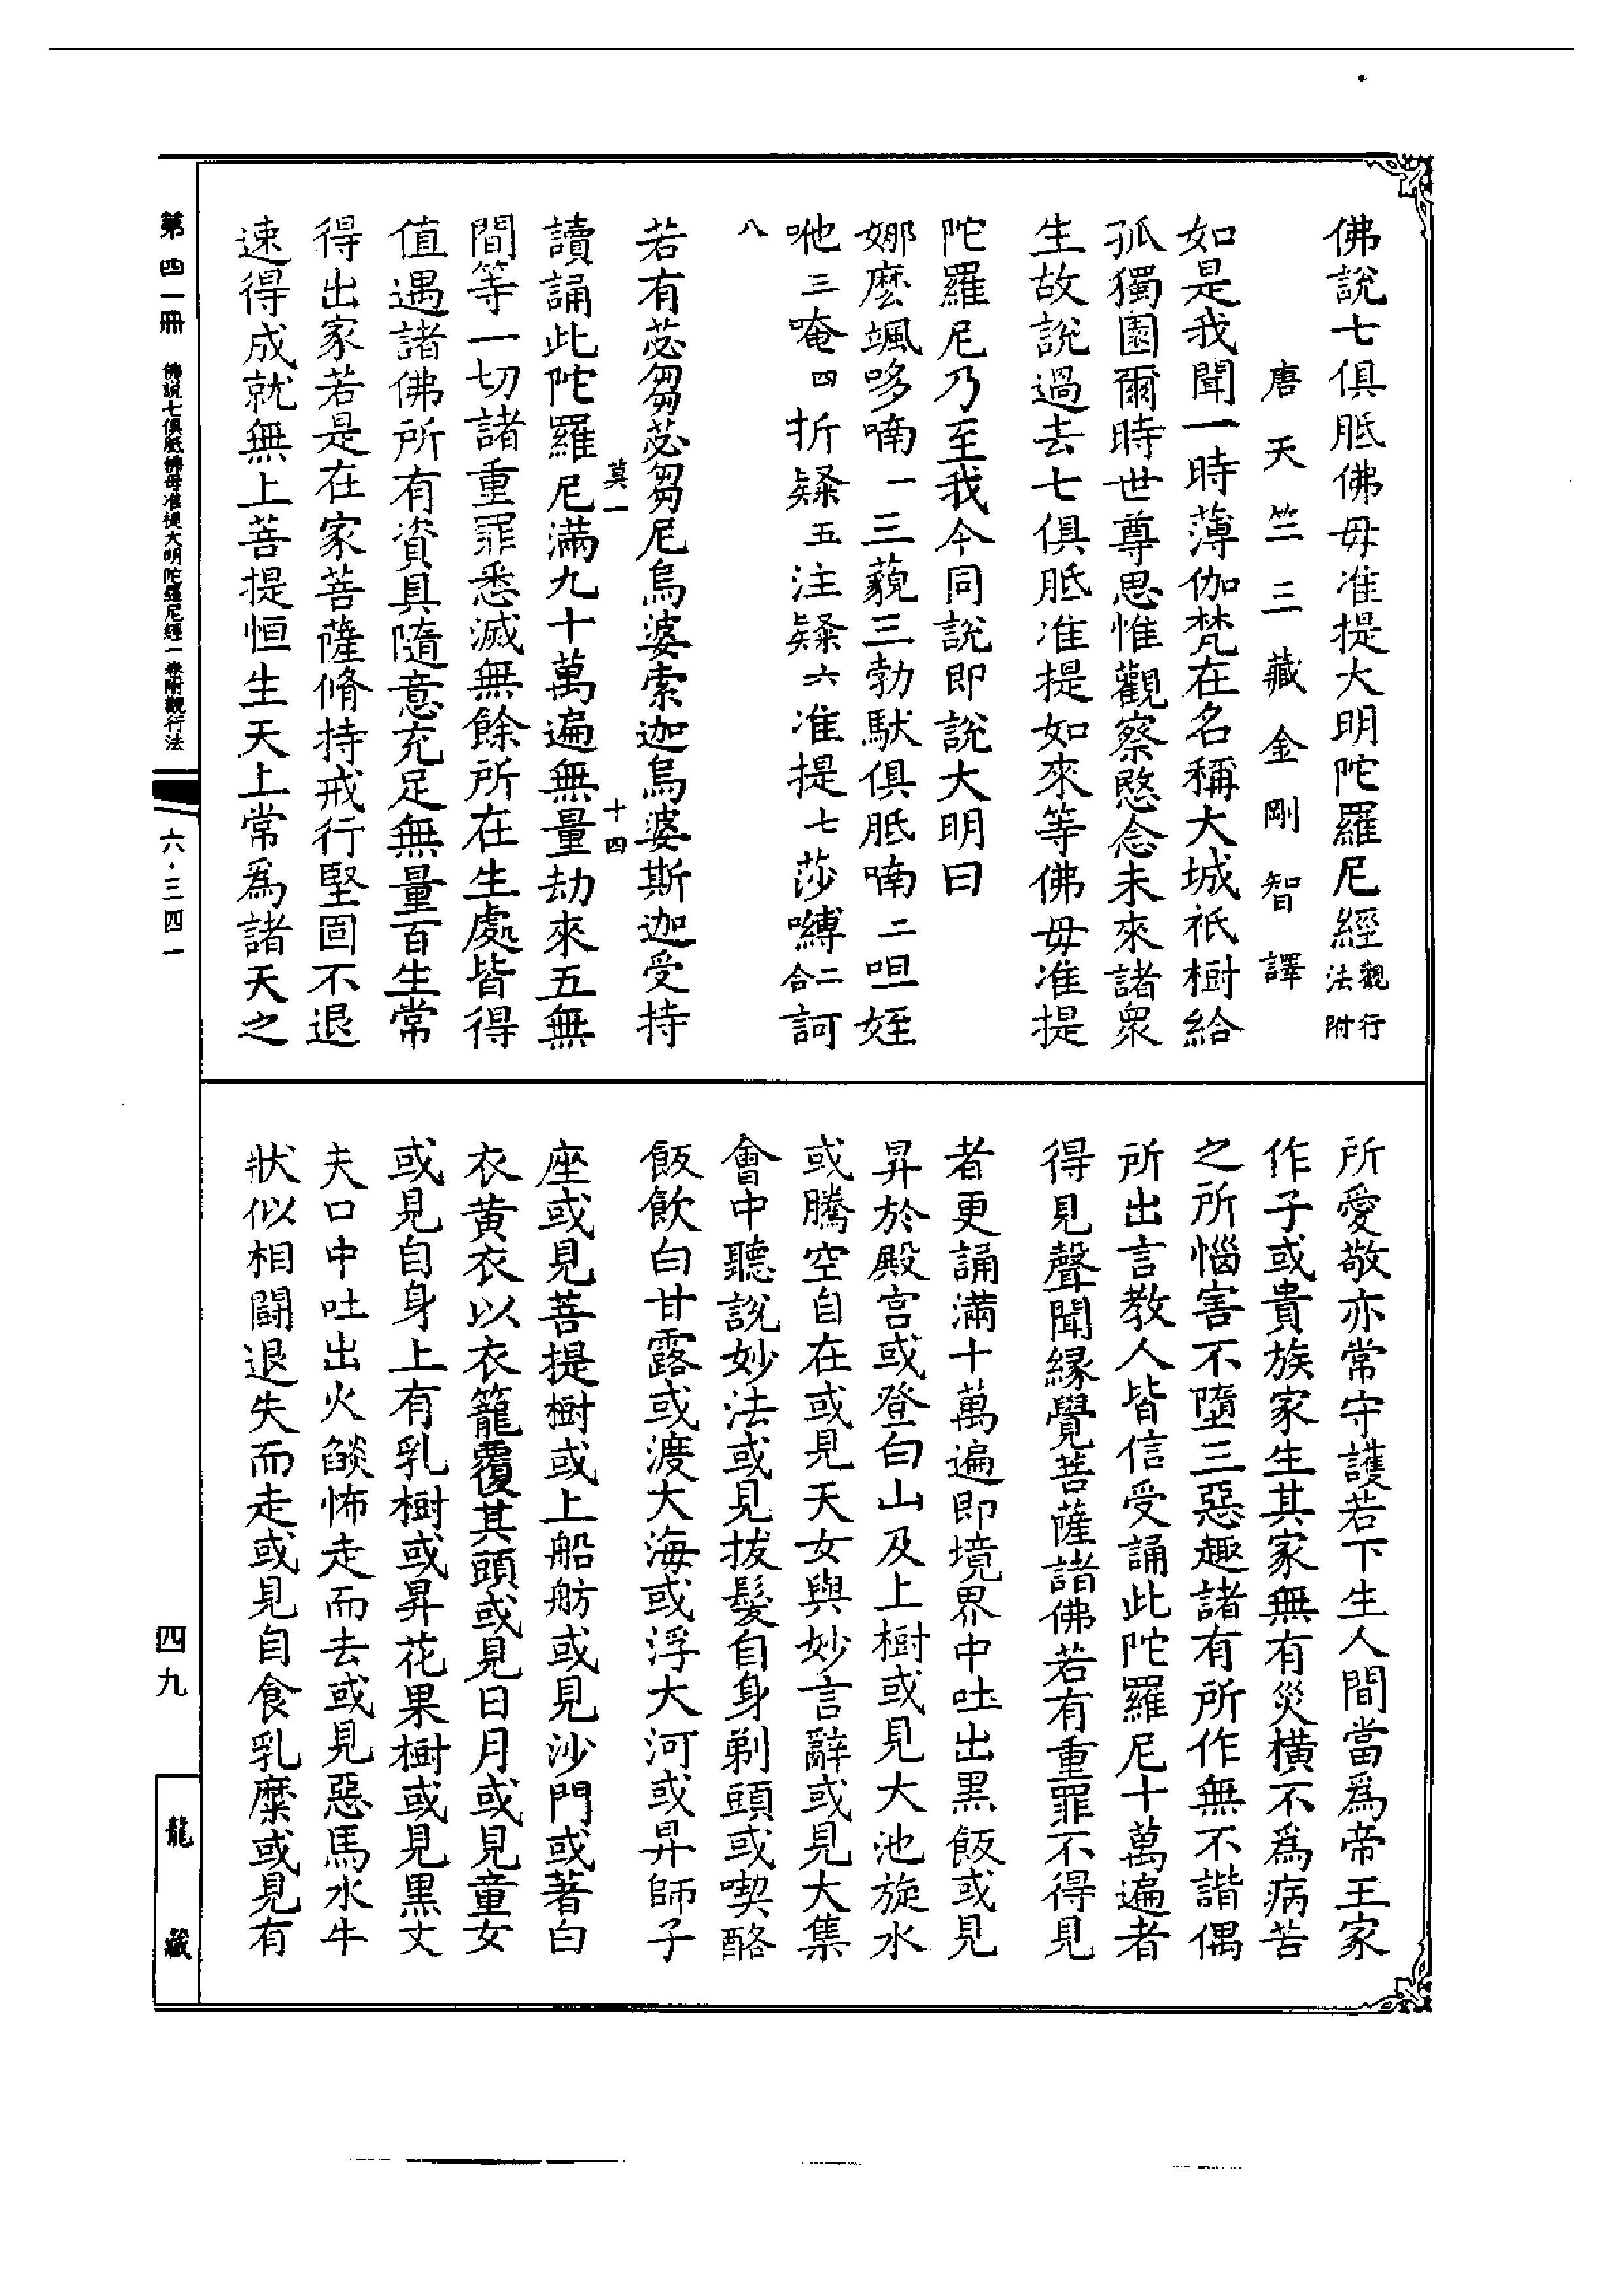 佛說七俱胝佛母准提大明陀羅尼經觀行法附
唐天竺三藏金剛智譯
如是我聞一時薄伽梵在名稱大城祇樹給
孤獨園爾時世尊思惟觀察愍念未來諸衆
生故說過去七俱胝准提如來等佛母准提
陀羅尼乃至我今同說即說大明曰
娜麽颯哆喃一三藐三勃馱俱胝喃二呾姪
咃三唵四折𨄔五注𨄔六准提七莎嚩二合訶
八
若有苾芻苾芻尼烏婆索迦烏婆斯迦受持
莫一 十四
讀誦此陀羅尼滿九十萬遍無量劫來五無
間等一切諸重罪悉滅無餘所在生處皆得
值遇諸佛所有資具隨意充足無量百生常
得出家若是在家菩薩脩持戒行堅固不退
速得成就無上菩提恒生天上常爲諸天之
所愛敬亦常守護若下生人間當爲帝王家
作子或貴族家生其家無有災橫不爲病苦
之所惱害不墮三惡趣諸有所作無不諧偶
所出言教人皆信受誦此陀羅尼十萬遍者
得見聲聞緣覺菩薩諸佛若有重罪不得見
者更誦滿十萬遍即境界中吐出黑飯或見
昇於殿宮或登白山及上樹或見大池旋水
或騰空自在或見天女與妙言辭或見大集
會中聽說妙法或見拔髮自身剃頭或喫酪
飯飲白甘露或渡大海或浮大河或昇師子
座或見菩提樹或上船舫或見沙門或著白
衣黄衣以衣籠覆其頭或見日月或見童女
或見自身上有乳樹或昇花果樹或見黑丈
夫口中吐出火燄怖走而去或見惡馬水牛
狀似相鬪退失而走或見自食乳糜或見有
第四一冊 佛說七俱胝佛母准提大明陀羅尼經一卷附觀行法
六·三四一
四九
龍藏